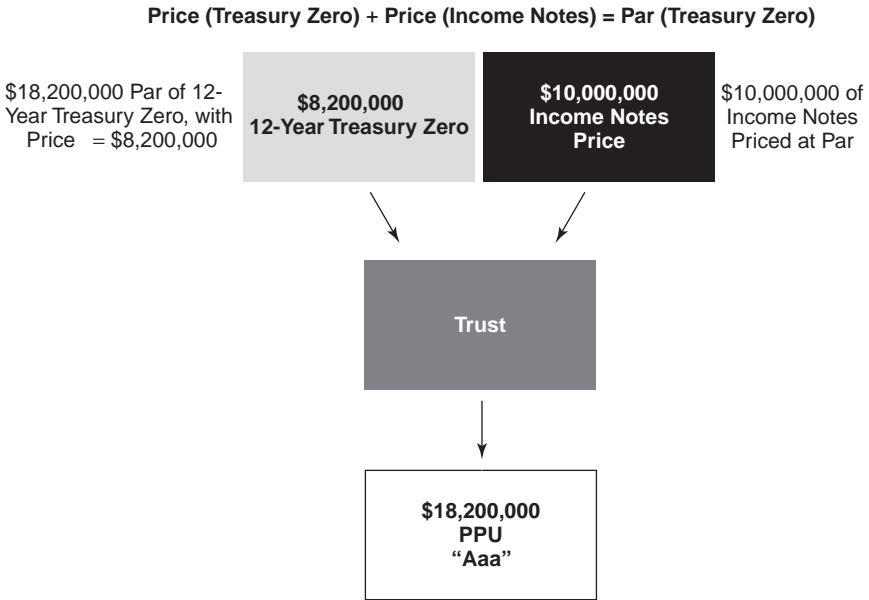 Price (Treasury Zero) + Price (Income Notes) = Par (Treasury Zero)
$18,200,000 Par of 12-
Year Treasury Zero, with
Price = $8,200,000
$8,200,000
12-Year Treasury Zero
$10,000,000
Income Notes
Price
$10,000,000 of
Income Notes
Priced at Par
Trust
$18,200,000
PPU
“Aaa”